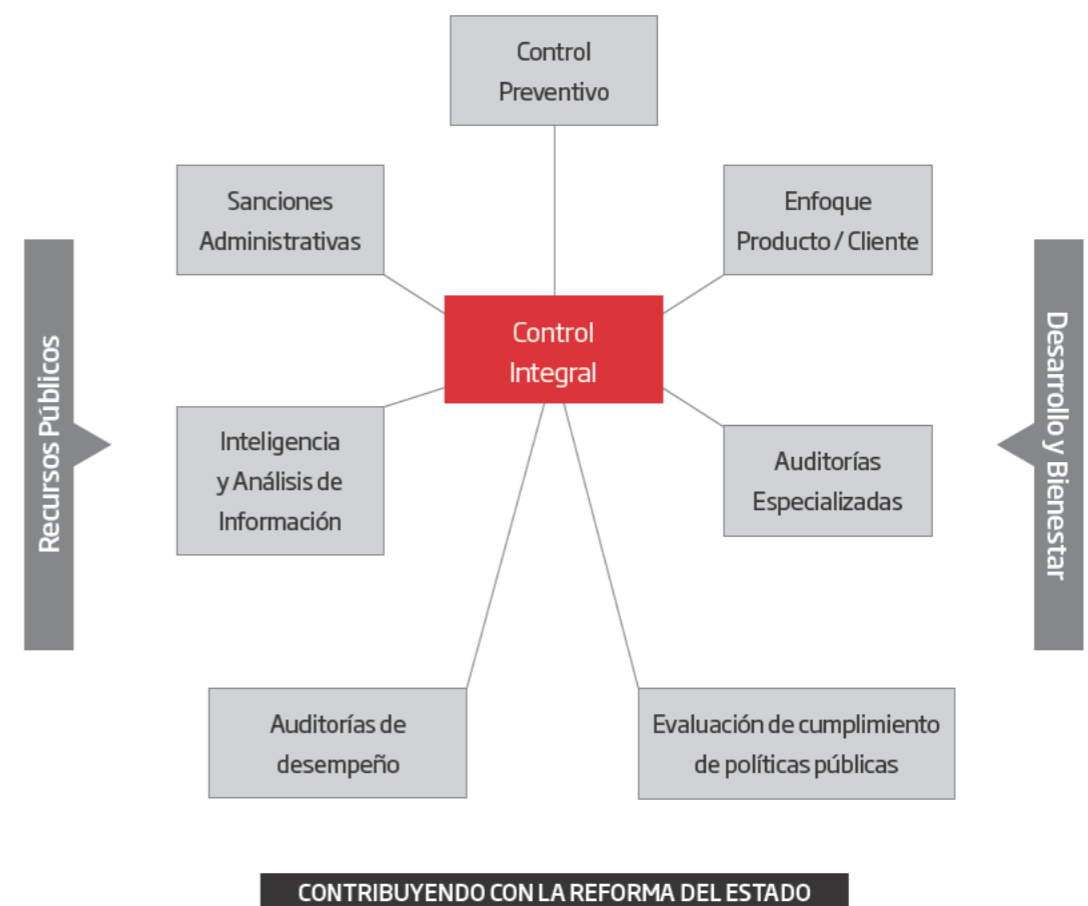 Control
Preventivo
Sanciones
Administrativas
Enfoque
Producto / Cliente
Control
Integral
Recursos Públicos
Desarrollo y Bienestar
Inteligencia
y Análisis de
Información
Auditorías
Especializadas
Auditorías de
desempeño
Evaluación de cumplimiento
de políticas públicas
CONTRIBUYENDO CON LA REFORMA DEL ESTADO